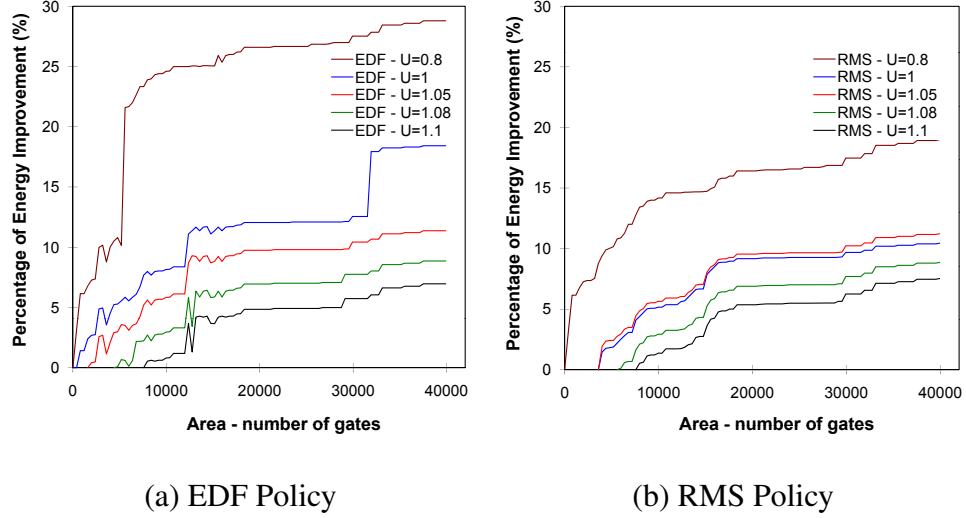 Percentage of Energy Improvement (%)
30
25
20
15
10
5
0
EDF - U=0.8
EDF - U=1
EDF - U=1.05
EDF - U=1.08
EDF - U=1.1
0 10000 20000 30000 40000
Area - number of gates
(a) EDF Policy
Percentage of Energy Improvement (%)
30
25
20
15
10
5
0
RMS - U=0.8
RMS - U=1
RMS - U=1.05
RMS - U=1.08
RMS - U=1.1
0 10000 20000 30000 40000
Area - number of gates
(b) RMS Policy